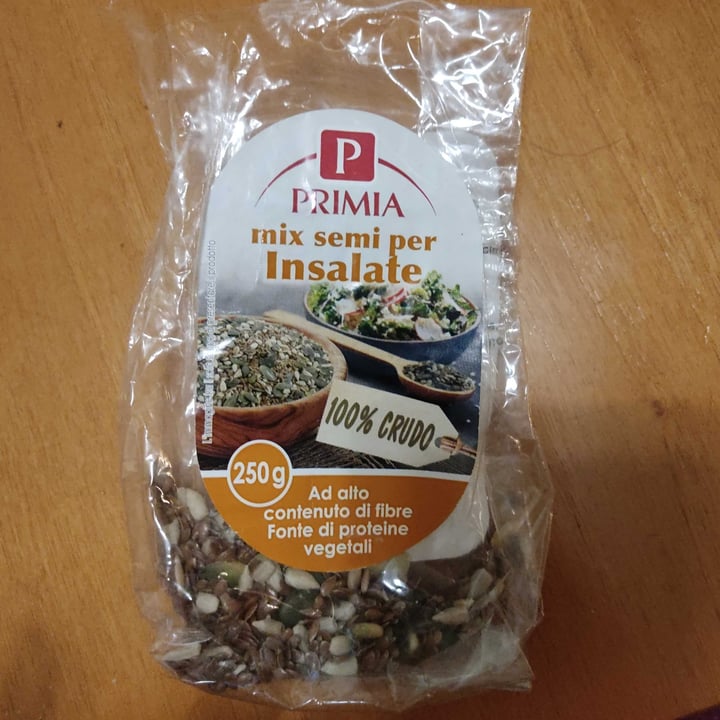 P
PRIMIA
mix semi per
Insalate
100% CRUDO
250g
Ad alto
contenuto di fibre
Fonte di proteine
vegetali